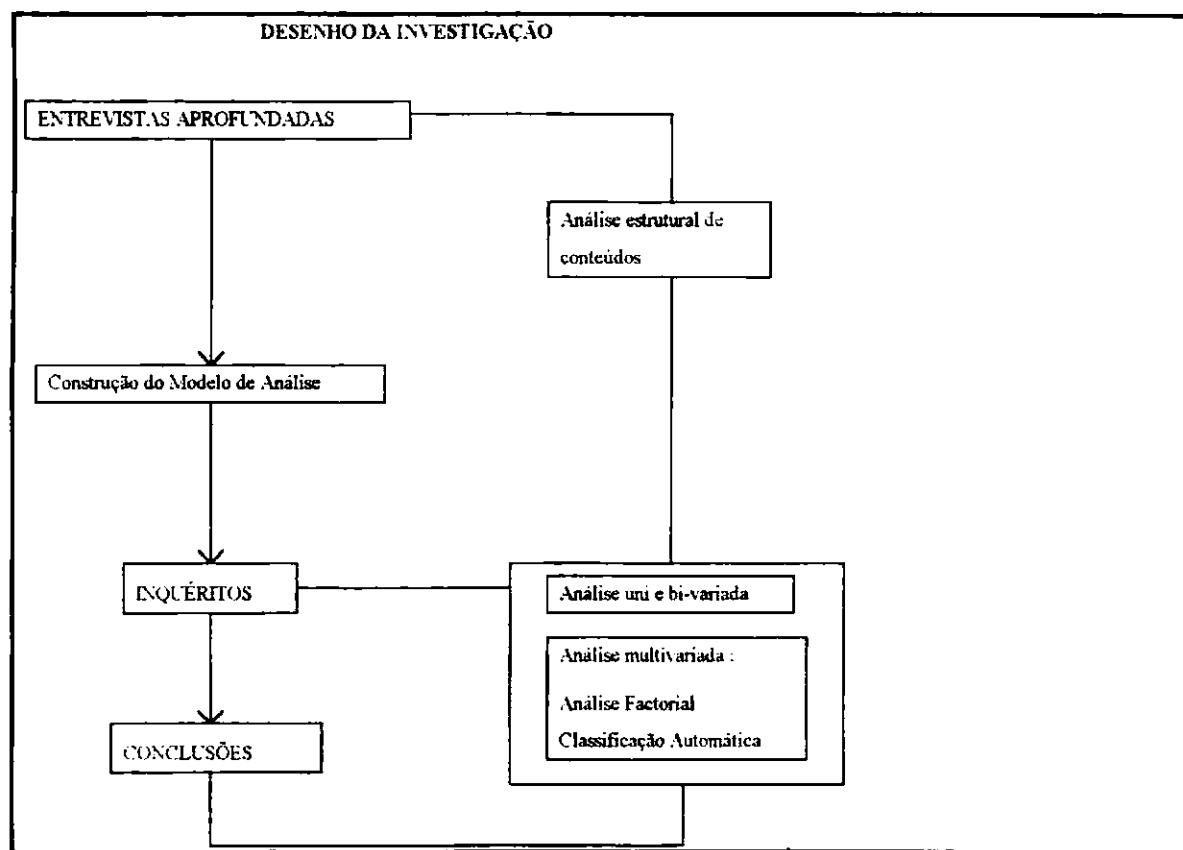 DESENHO DA INVESTIGAÇÃO
ENTREVISTAS APROFUNDADAS
Análise estrutural de
conteúdos
Construção do Modelo de Análise
INQUÉRITOS
Análise uni e bi-variada
Análise multivariada :
Análise Factorial
Classificação Automática
CONCLUSÕES